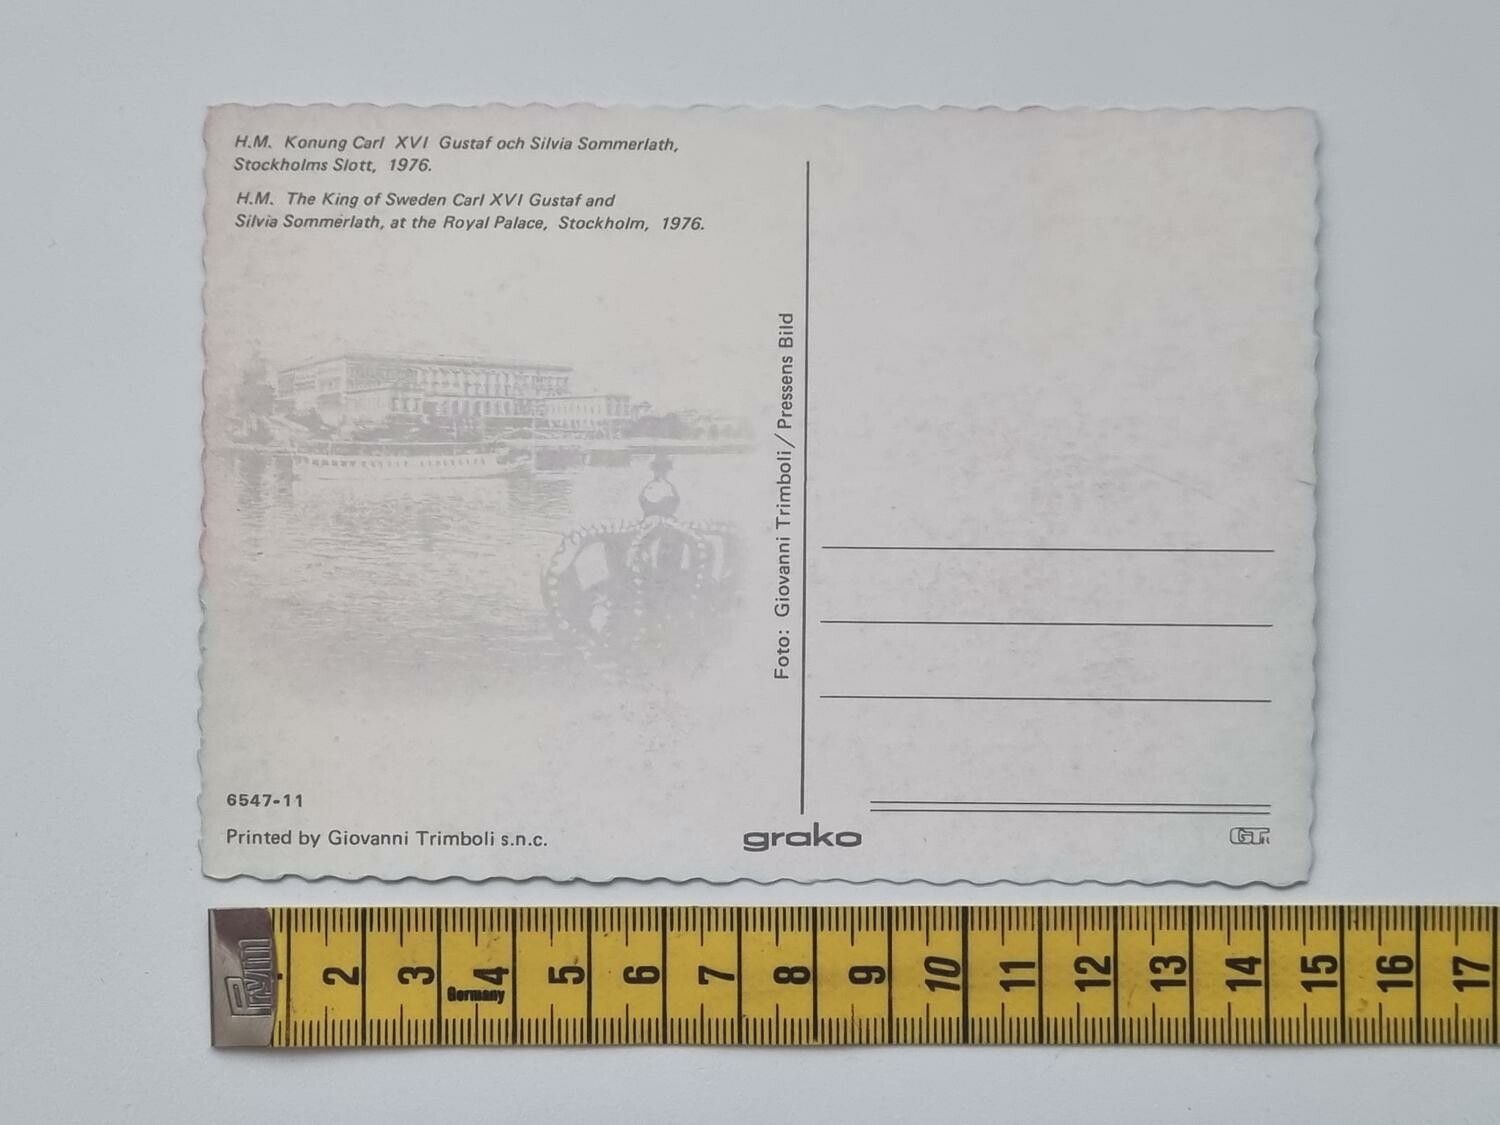 H.M. Konung Carl XVI Gustaf och Silvia Sommerlath,
Stockholms Slott, 1976.
H.M. The King of Sweden Carl XVI Gustaf and
Silvia Sommerlath, at the Royal Palace, Stockholm, 1976.
Foto: Giovanni Trimboli/Pressens Bild
6547-11
Printed by Giovanni Trimboli s.n.c.
grako
GT
Prym
2 3 4 5 6 7 8 9 10 11 12 13 14 15 16 17
Germany